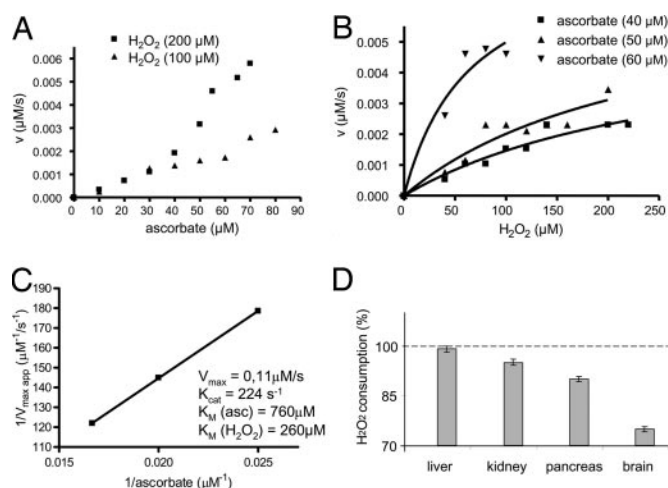 A
■ H₂O₂ (200 µM)
▲ H₂O₂ (100 µM)
v (µM/s)
0.006
0.005
0.004
0.003
0.002
0.001
0.000
0 10 20 30 40 50 60 70 80 90
ascorbate (µM)
B
■ ascorbate (40 µM)
▲ ascorbate (50 µM)
▼ ascorbate (60 µM)
v (µM/s)
0.005
0.004
0.003
0.002
0.001
0.000
0 50 100 150 200 250
H₂O₂ (µM)
C
1/Vmax app (µM⁻¹/s⁻¹)
190
180
170
160
150
140
130
120
110
0.015 0.020 0.025
1/ascorbate (µM⁻¹)
Vmax = 0,11µM/s
Kcat = 224 s⁻¹
KM (asc) = 760µM
KM (H₂O₂) = 260µM
D
H₂O₂ consumption (%)
100
85
70
liver kidney pancreas brain